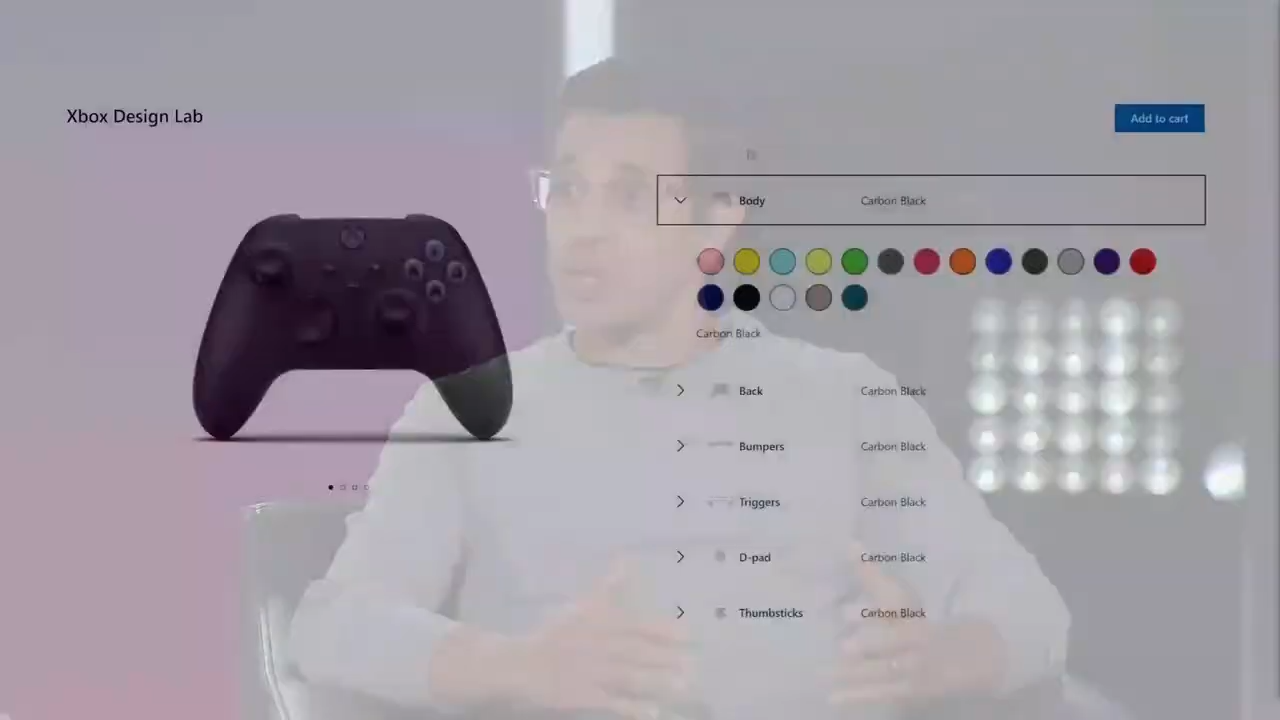 Xbox Design Lab
Add to cart
Body Carbon Black
Carbon Black
Back Carbon Black
Bumpers Carbon Black
Triggers Carbon Black
D-pad Carbon Black
Thumbsticks Carbon Black